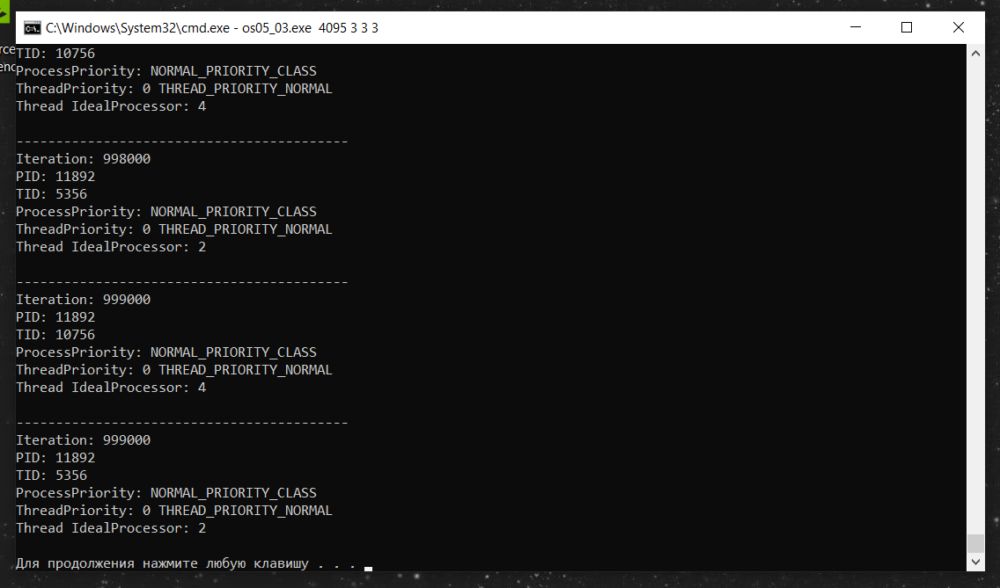 C:\Windows\System32\cmd.exe - os05_03.exe 4095 3 3 3
TID: 10756
ProcessPriority: NORMAL_PRIORITY_CLASS
ThreadPriority: 0 THREAD_PRIORITY_NORMAL
Thread IdealProcessor: 4
------------------------------------------
Iteration: 998000
PID: 11892
TID: 5356
ProcessPriority: NORMAL_PRIORITY_CLASS
ThreadPriority: 0 THREAD_PRIORITY_NORMAL
Thread IdealProcessor: 2
------------------------------------------
Iteration: 999000
PID: 11892
TID: 10756
ProcessPriority: NORMAL_PRIORITY_CLASS
ThreadPriority: 0 THREAD_PRIORITY_NORMAL
Thread IdealProcessor: 4
------------------------------------------
Iteration: 999000
PID: 11892
TID: 5356
ProcessPriority: NORMAL_PRIORITY_CLASS
ThreadPriority: 0 THREAD_PRIORITY_NORMAL
Thread IdealProcessor: 2
Для продолжения нажмите любую клавишу . . .